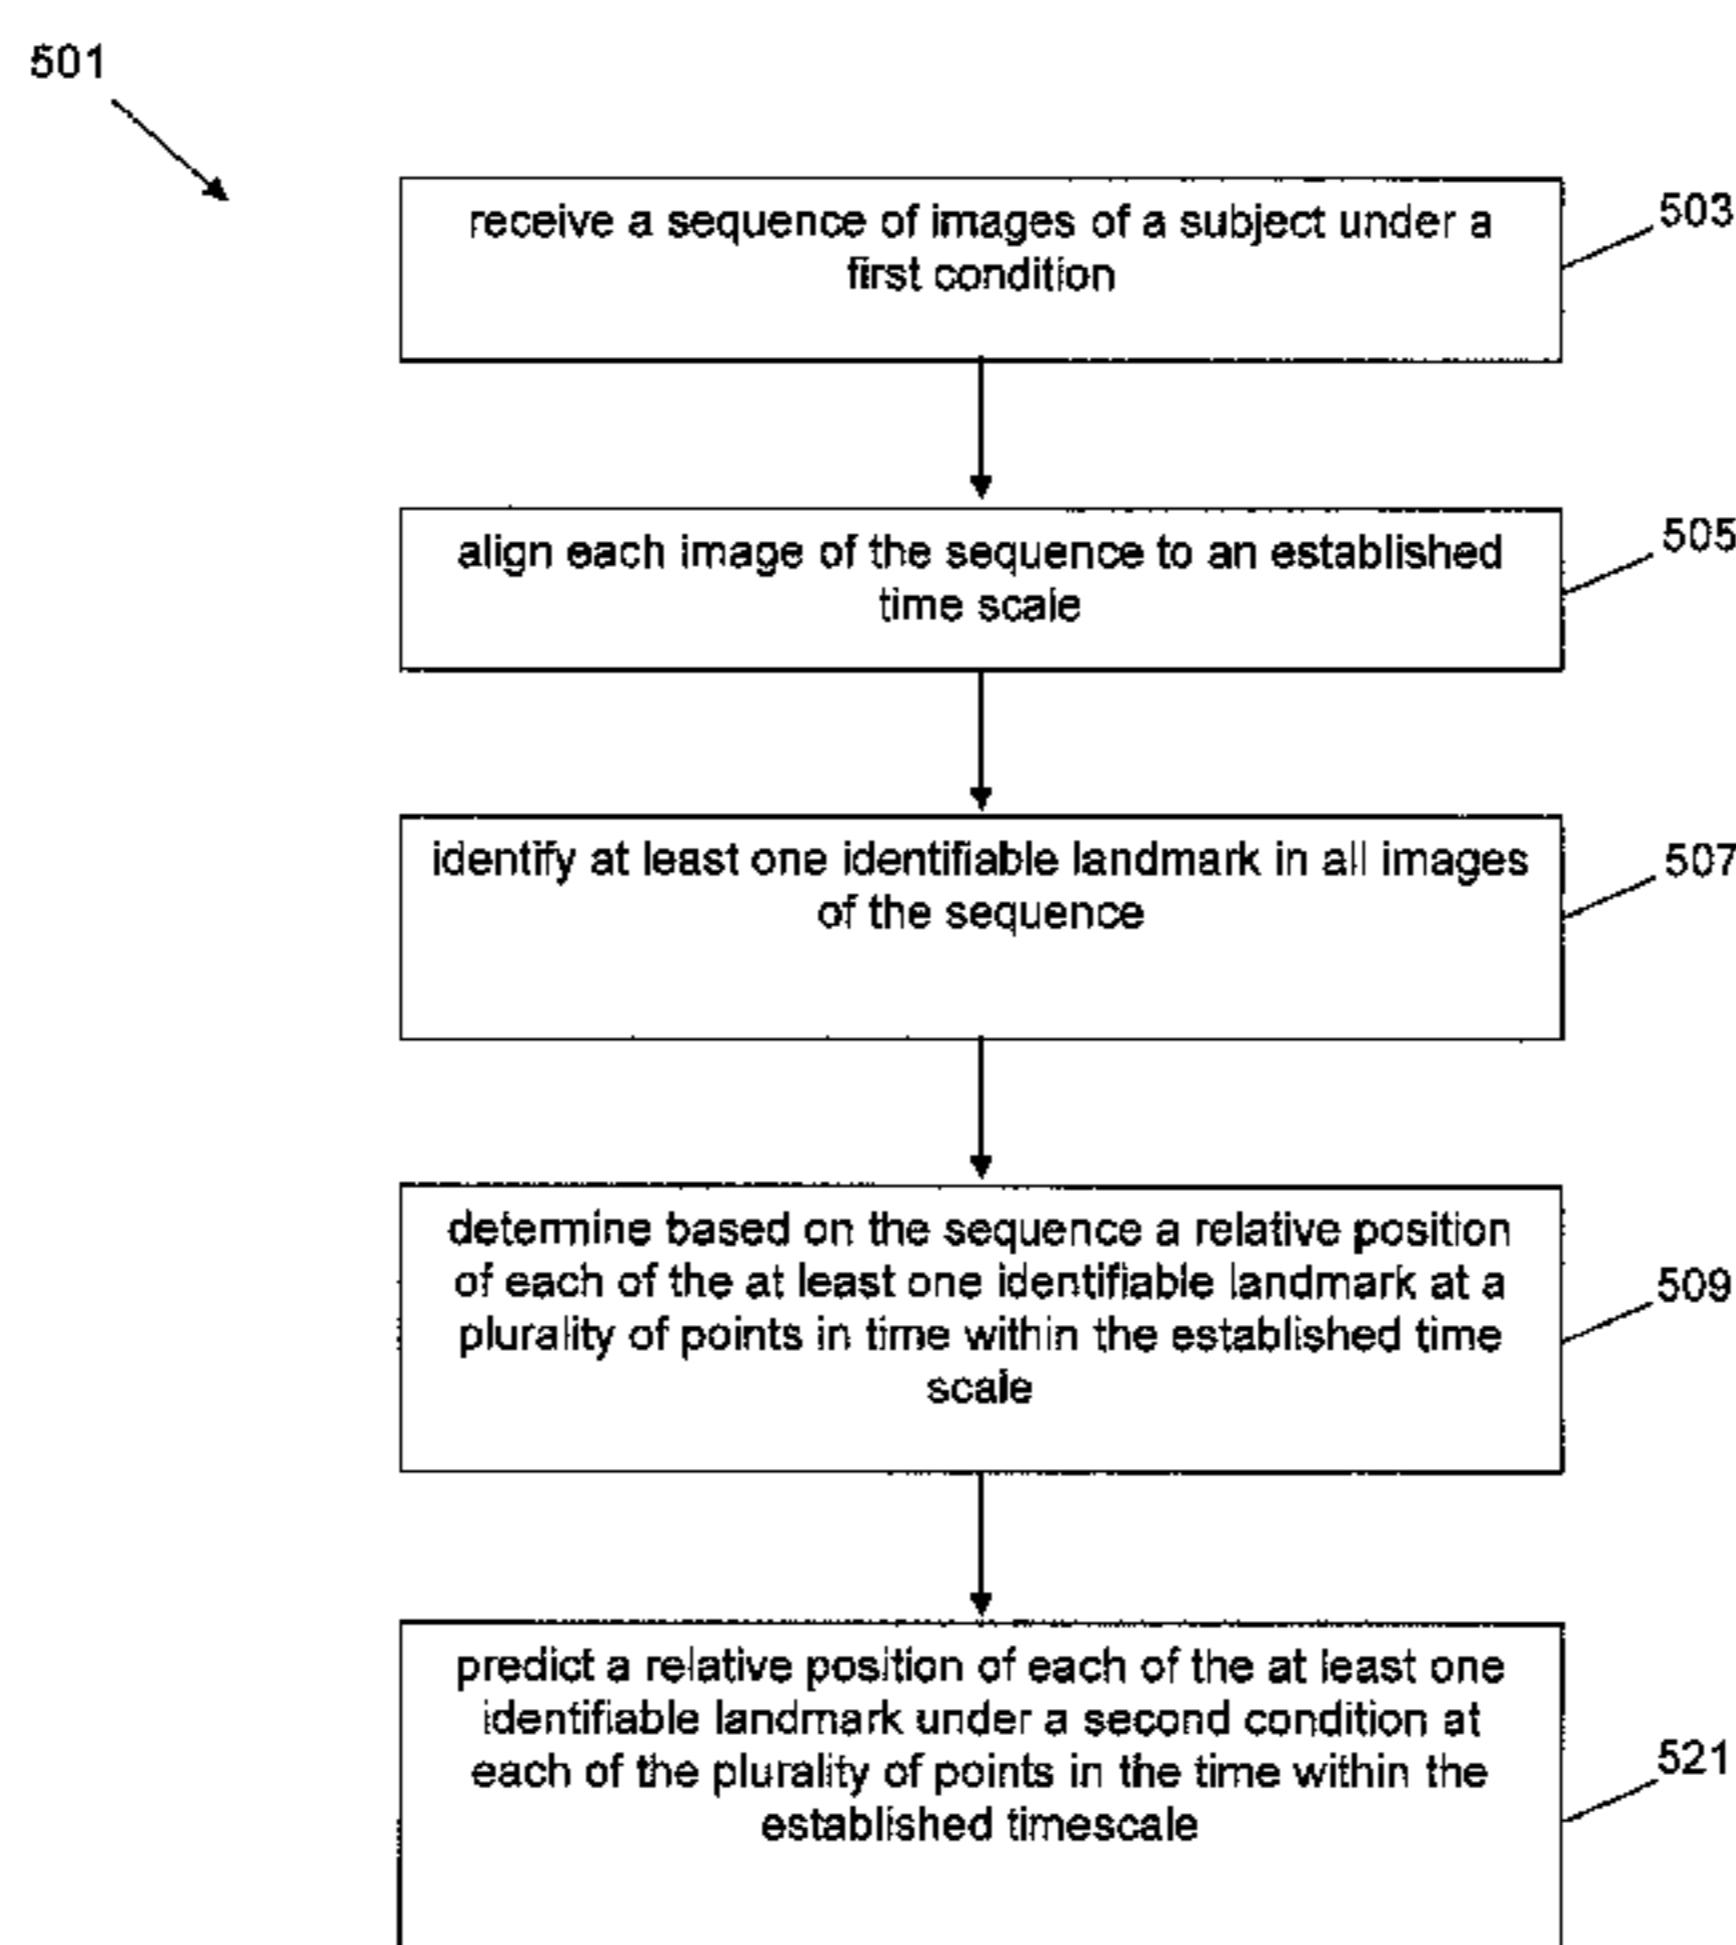 501
receive a sequence of images of a subject under a
first condition
503
align each image of the sequence to an established
time scale
505
identify at least one identifiable landmark in all images
of the sequence
507
determine based on the sequence a relative position
of each of the at least one identifiable landmark at a
plurality of points in time within the established time
scale
509
predict a relative position of each of the at least one
identifiable landmark under a second condition at
each of the plurality of points in the time within the
established timescale
521